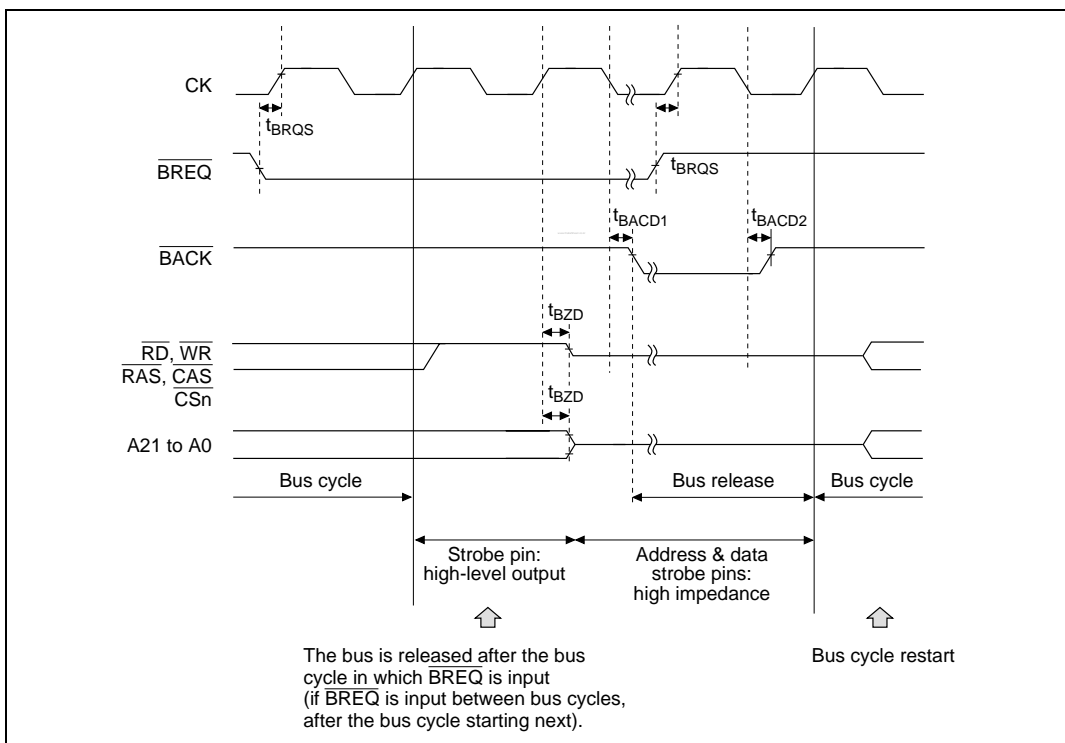 CK
tBRQS
BREQ
tBRQS
tBACD1
tBACD2
BACK
tBZD
RD, WR
RAS, CAS
CSn
tBZD
A21 to A0
Bus cycle
Bus release
Bus cycle
Strobe pin:
high-level output
Address & data
strobe pins:
high impedance
The bus is released after the bus
cycle in which BREQ is input
(if BREQ is input between bus cycles,
after the bus cycle starting next).
Bus cycle restart